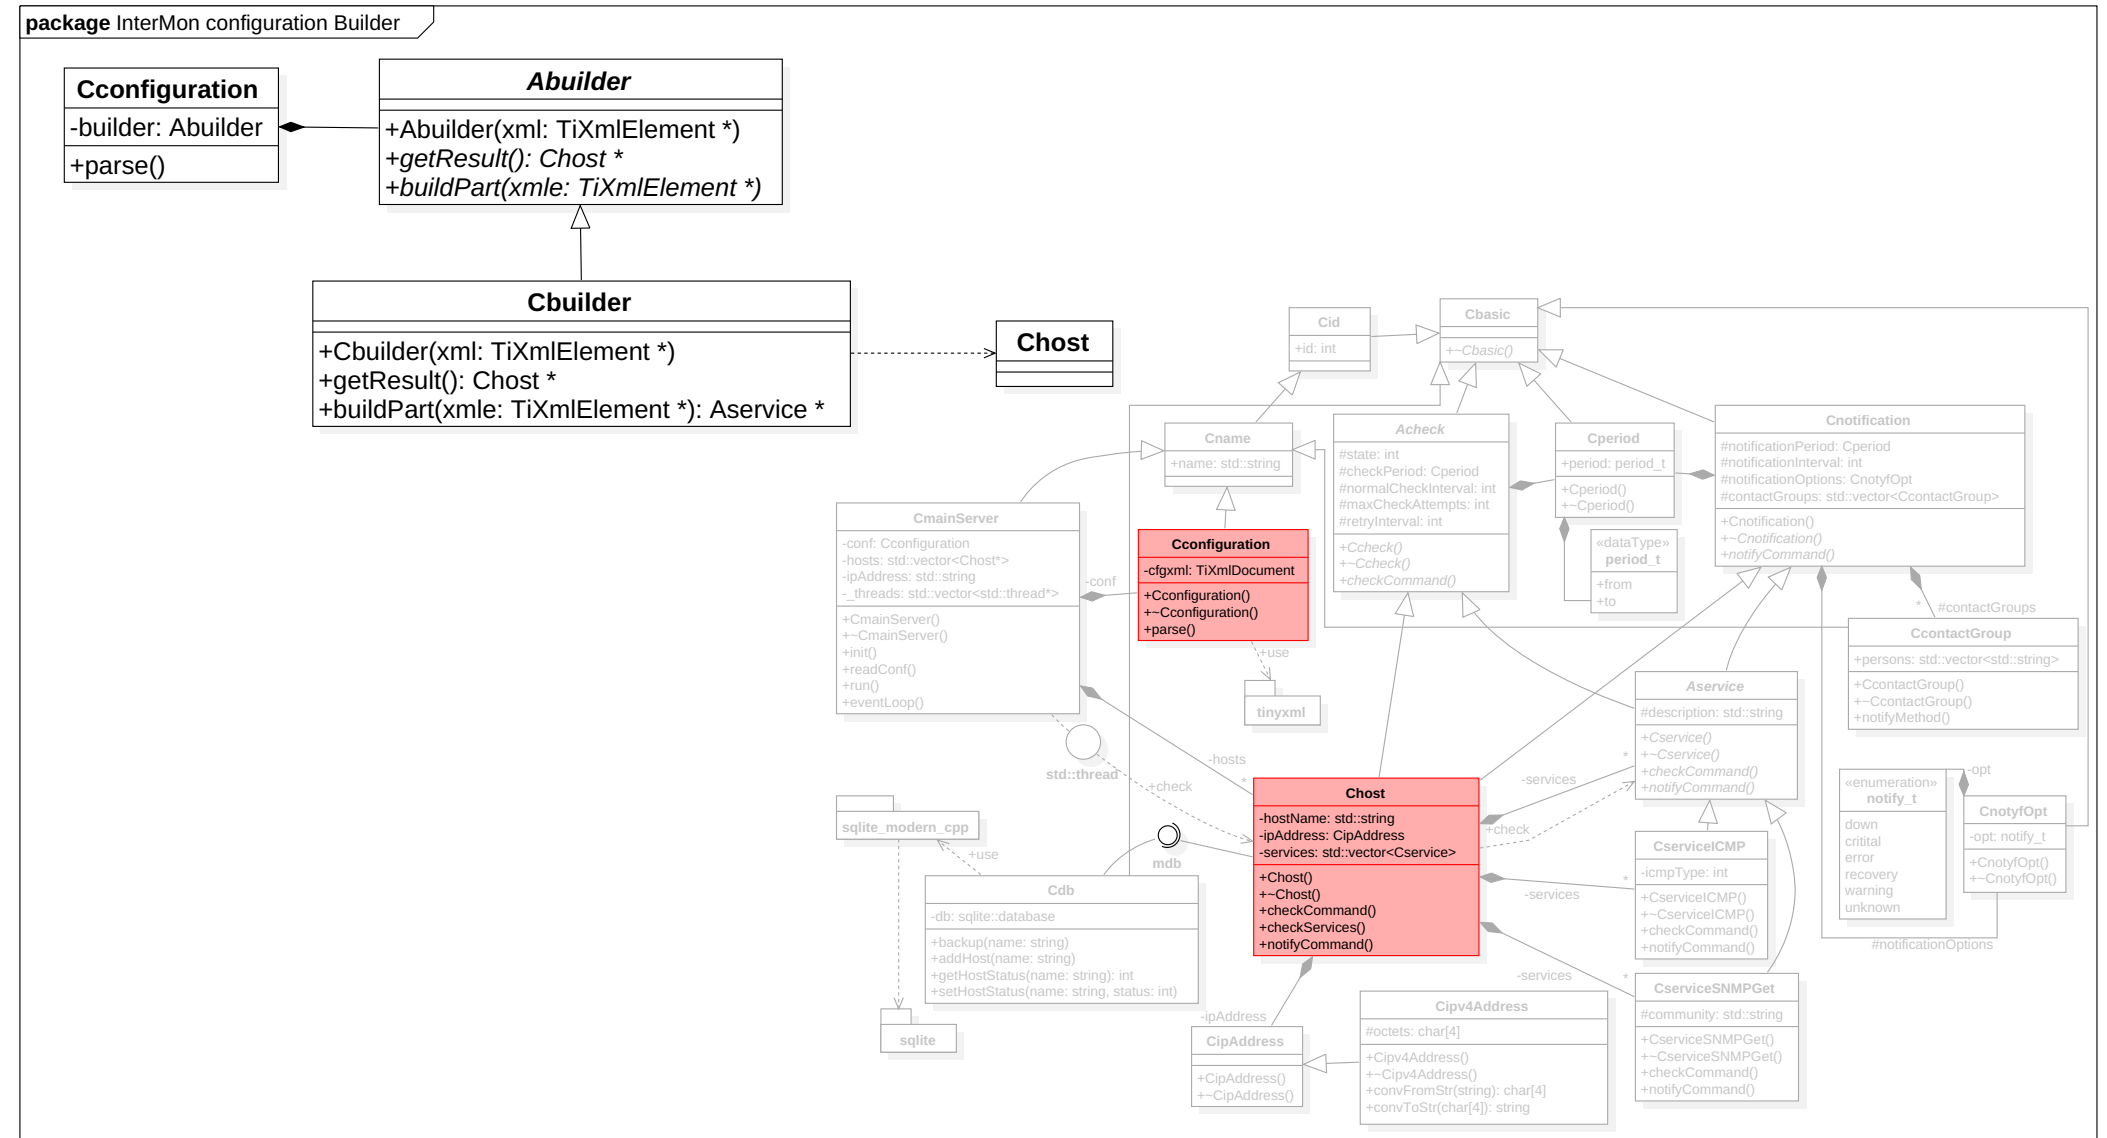 package InterMon configuration Builder
Cconfiguration
-builder: Abuilder
+parse()
Abuilder
+Abuilder(xml: TiXmlElement *)
+getResult(): Chost *
+buildPart(xmle: TiXmlElement *)
Cbuilder
+Cbuilder(xml: TiXmlElement *)
+getResult(): Chost *
+buildPart(xmle: TiXmlElement *): Aservice *
Chost
Cid
+id: int
Cbasic
+~Cbasic()
Cname
+name: std::string
Acheck
#state: int
#checkPeriod: Cperiod
#normalCheckInterval: int
#maxCheckAttempts: int
#retryInterval: int
+Ccheck()
+~Ccheck()
+checkCommand()
Cperiod
+period: period_t
+Cperiod()
+~Cperiod()
«dataType»
period_t
+from
+to
Cnotification
#notificationPeriod: Cperiod
#notificationInterval: int
#notificationOptions: CnotyfOpt
#contactGroups: std::vector<CcontactGroup>
+Cnotification()
+~Cnotification()
+notifyCommand()
CmainServer
-conf: Cconfiguration
-hosts: std::vector<Chost*>
-ipAddress: std::string
-_threads: std::vector<std::thread*>
+CmainServer()
+~CmainServer()
+init()
+readConf()
+run()
+eventLoop()
-conf
Cconfiguration
-cfgxml: TiXmlDocument
+Cconfiguration()
+~Cconfiguration()
+parse()
+use
tinyxml
* #contactGroups
CcontactGroup
+persons: std::vector<std::string>
+CcontactGroup()
+~CcontactGroup()
+notifyMethod()
Aservice
#description: std::string
+Cservice()
+~Cservice()
+checkCommand()
+notifyCommand()
std::thread
+check
-hosts
*
Chost
-hostName: std::string
-ipAddress: CipAddress
-services: std::vector<Cservice>
+Chost()
+~Chost()
+checkCommand()
+checkServices()
+notifyCommand()
-services
*
+check
-services
*
-services
*
mdb
sqlite_modern_cpp
+use
Cdb
-db: sqlite::database
+backup(name: string)
+addHost(name: string)
+getHostStatus(name: string): int
+setHostStatus(name: string, status: int)
sqlite
CserviceICMP
-icmpType: int
+CserviceICMP()
+~CserviceICMP()
+checkCommand()
+notifyCommand()
«enumeration»
notify_t
down
critital
error
recovery
warning
unknown
-opt
CnotyfOpt
-opt: notify_t
+CnotyfOpt()
+~CnotyfOpt()
#notificationOptions
CserviceSNMPGet
#community: std::string
+CserviceSNMPGet()
+~CserviceSNMPGet()
+checkCommand()
+notifyCommand()
-ipAddress
CipAddress
+CipAddress()
+~CipAddress()
Cipv4Address
#octets: char[4]
+Cipv4Address()
+~Cipv4Address()
+convFromStr(string): char[4]
+convToStr(char[4]): string